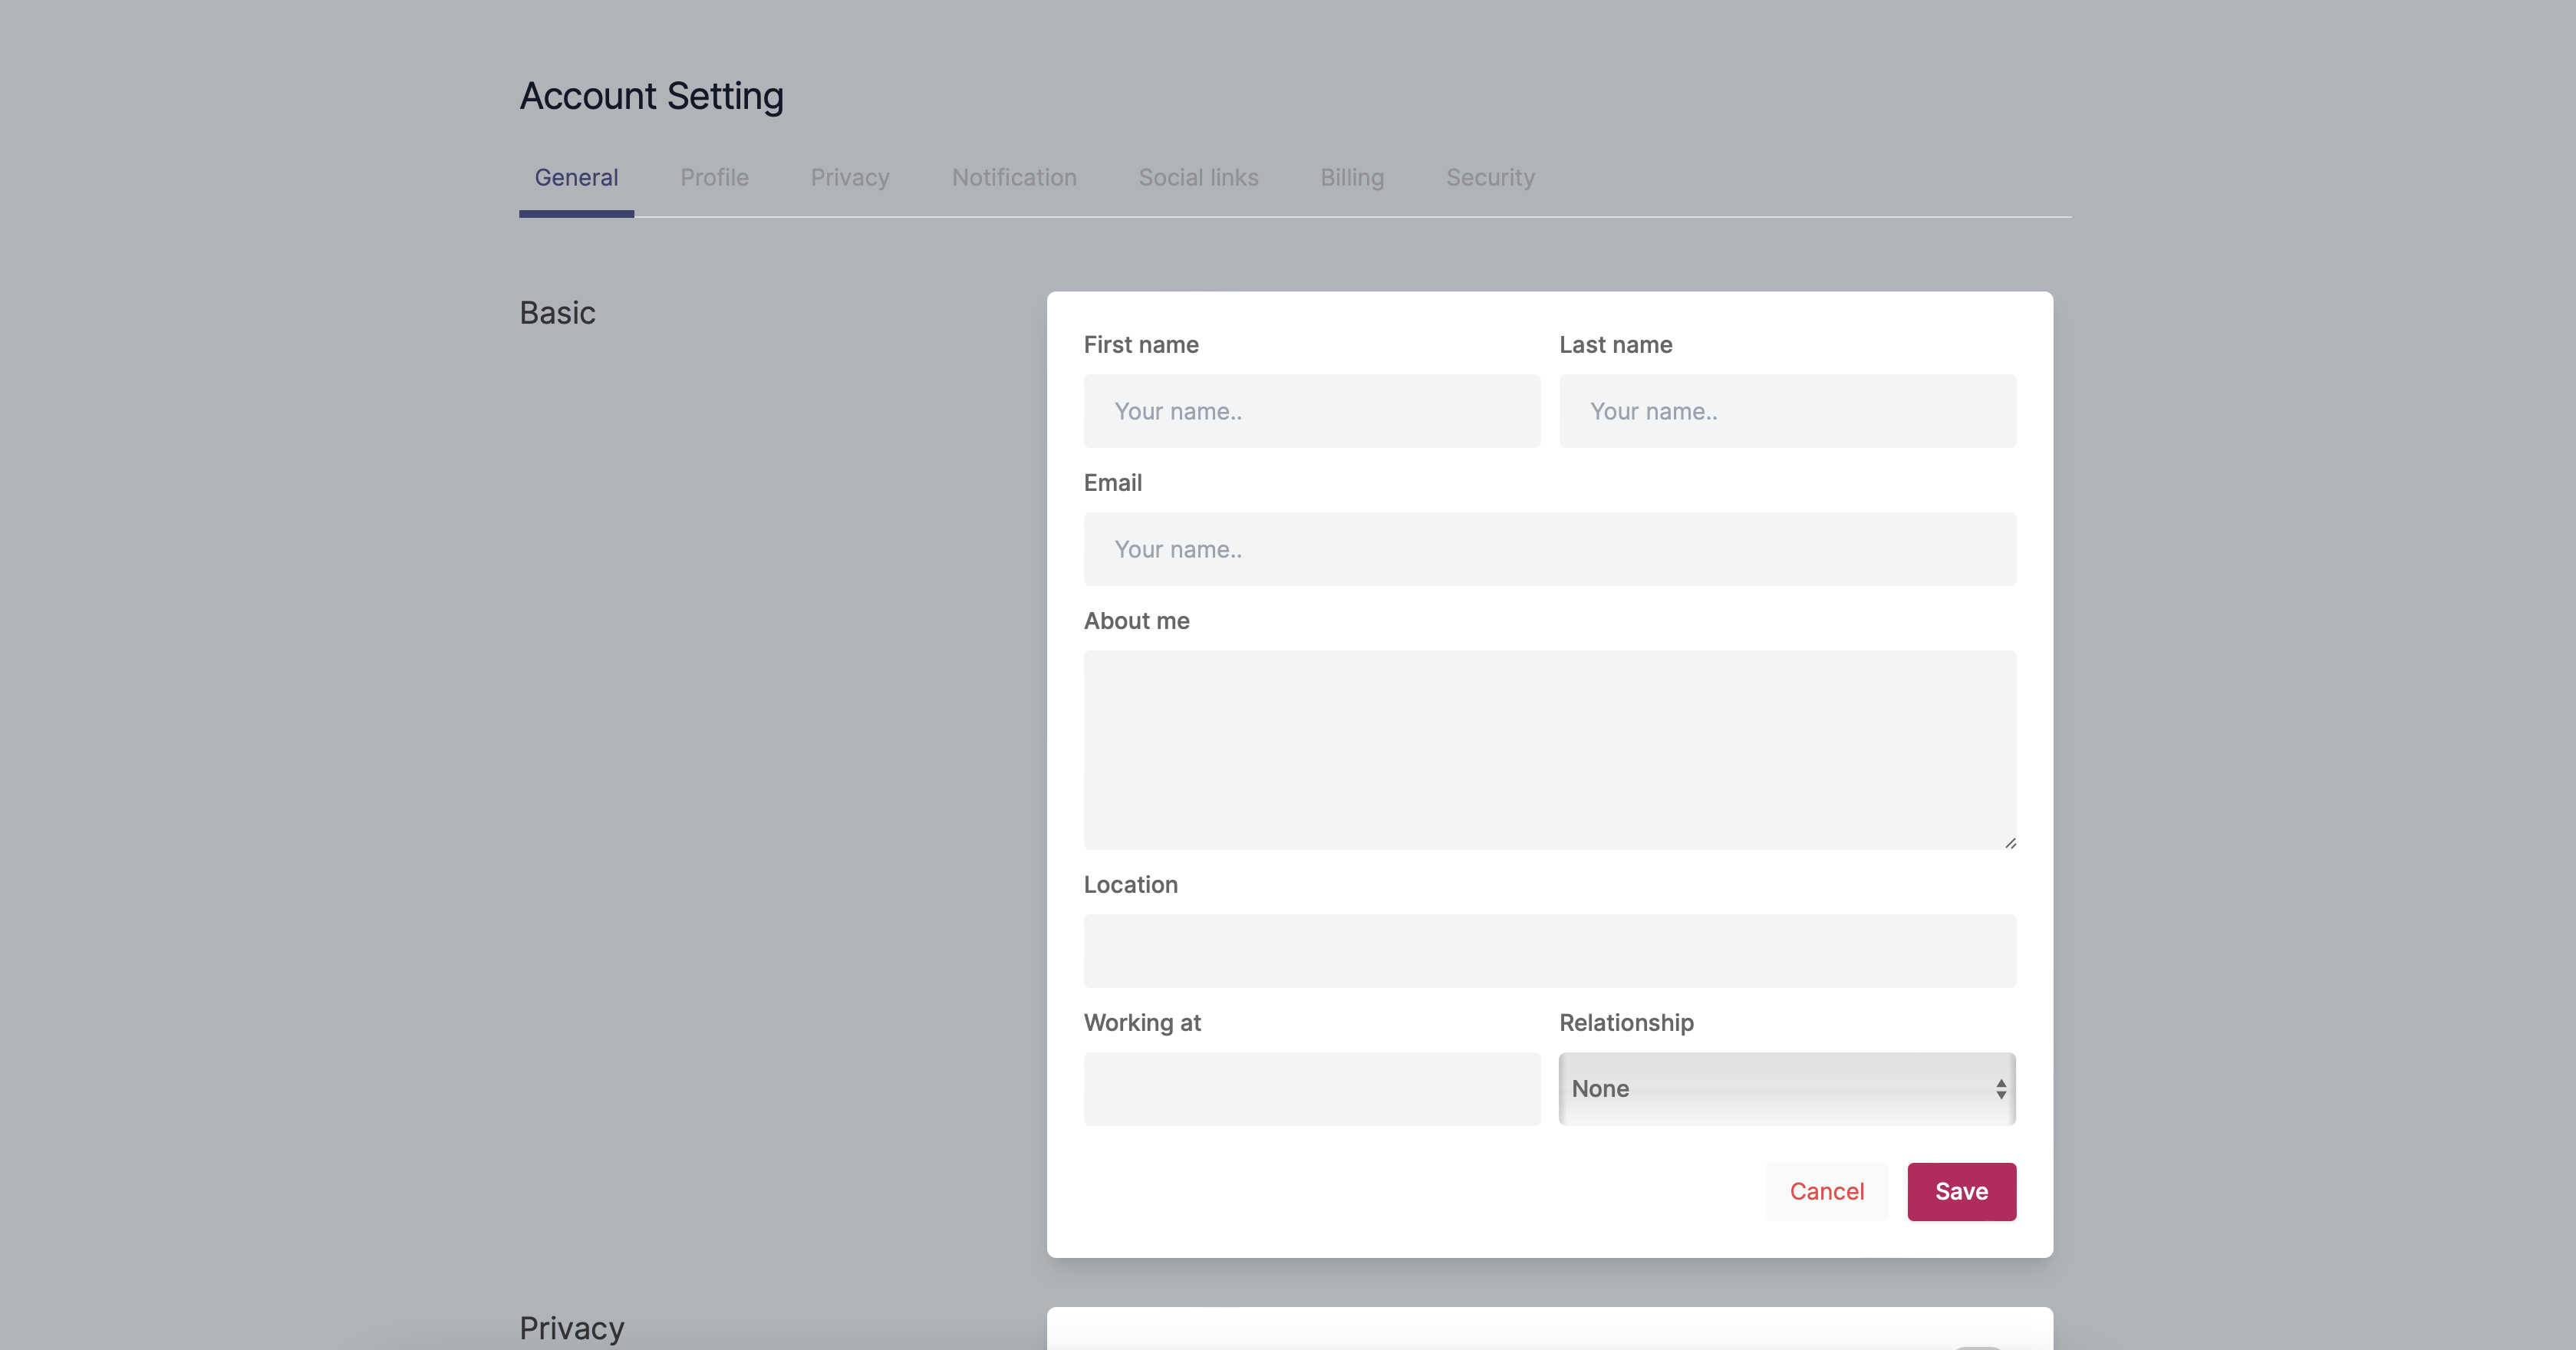 Account Setting
General Profile Privacy Notification Social links Billing Security
Basic
First name Last name
Your name.. Your name..
Email
Your name..
About me
Location
Working at Relationship
None
Cancel Save
Privacy